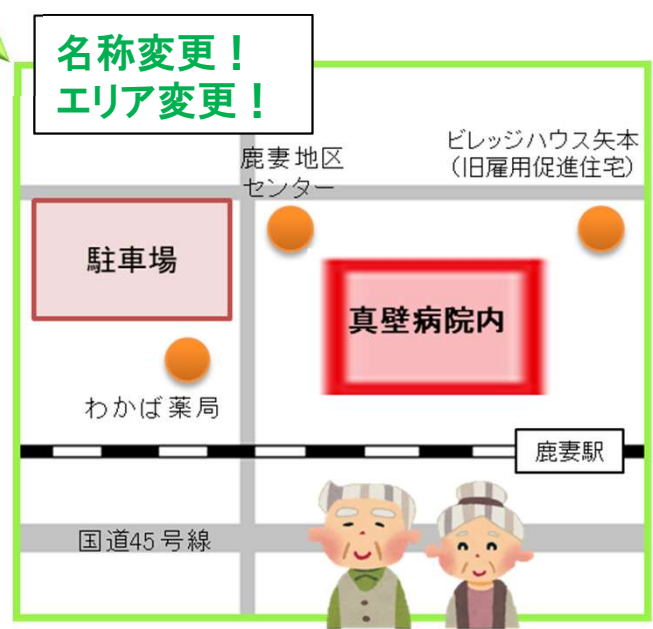 名称変更！
エリア変更！
鹿妻地区
センター
ビレッジハウス矢本
（旧雇用促進住宅）
駐車場
真壁病院内
わかば薬局
鹿妻駅
国道45号線